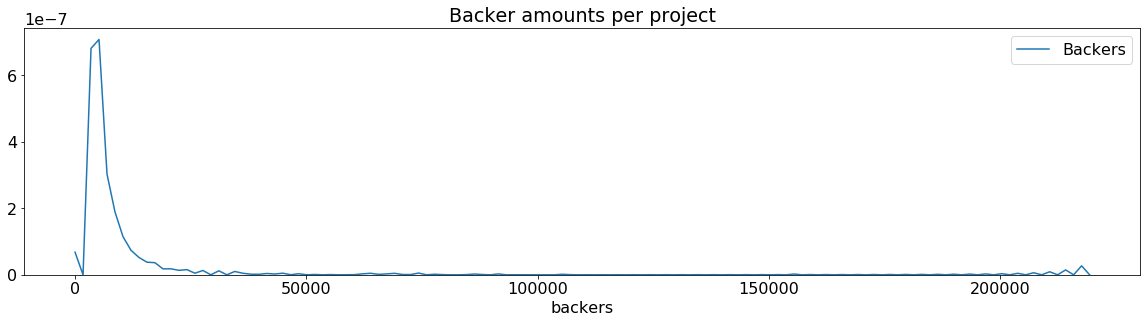 Backer amounts per project
1e−7
Backers
6
4
2
0
0 50000 100000 150000 200000
backers